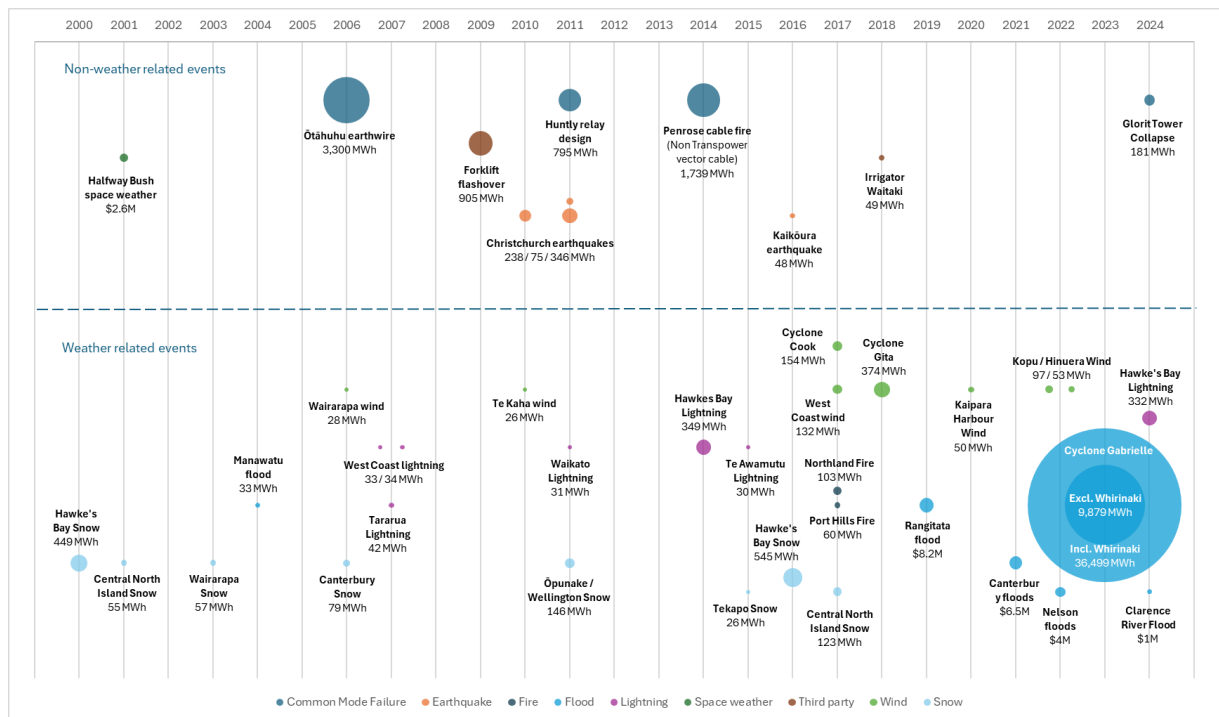 2000 2001 2002 2003 2004 2005 2006 2007 2008 2009 2010 2011 2012 2013 2014 2015 2016 2017 2018 2019 2020 2021 2022 2023 2024
Non-weather related events
Halfway Bush
space weather
$2.6M
Ōtāhuhu earthwire
3,300 MWh
Forklift
flashover
905 MWh
Huntly relay
design
795 MWh
Christchurch earthquakes
238 / 75 / 346 MWh
Penrose cable fire
(Non Transpower
vector cable)
1,739 MWh
Kaikōura
earthquake
48 MWh
Irrigator
Waitaki
49 MWh
Glorit Tower
Collapse
181 MWh
Weather related events
Hawke's
Bay Snow
449 MWh
Central North
Island Snow
55 MWh
Wairarapa
Snow
57 MWh
Manawatu
flood
33 MWh
Wairarapa wind
28 MWh
West Coast lightning
33 / 34 MWh
Tararua
Lightning
42 MWh
Canterbury
Snow
79 MWh
Te Kaha wind
26 MWh
Waikato
Lightning
31 MWh
Ōpunake /
Wellington Snow
146 MWh
Hawkes Bay
Lightning
349 MWh
Te Awamutu
Lightning
30 MWh
Tekapo Snow
26 MWh
Hawke's
Bay Snow
545 MWh
Cyclone
Cook
154 MWh
West
Coast wind
132 MWh
Northland Fire
103 MWh
Port Hills Fire
60 MWh
Central North
Island Snow
123 MWh
Cyclone
Gita
374 MWh
Rangitata
flood
$8.2M
Kaipara
Harbour
Wind
50 MWh
Kopu / Hinuera Wind
97 / 53 MWh
Canterbur
y floods
$6.5M
Nelson
floods
$4M
Cyclone Gabrielle
Excl. Whirinaki
9,879 MWh
Incl. Whirinaki
36,499 MWh
Hawke's Bay
Lightning
332 MWh
Clarence
River Flood
$1M
Common Mode Failure Earthquake Fire Flood Lightning Space weather Third party Wind Snow